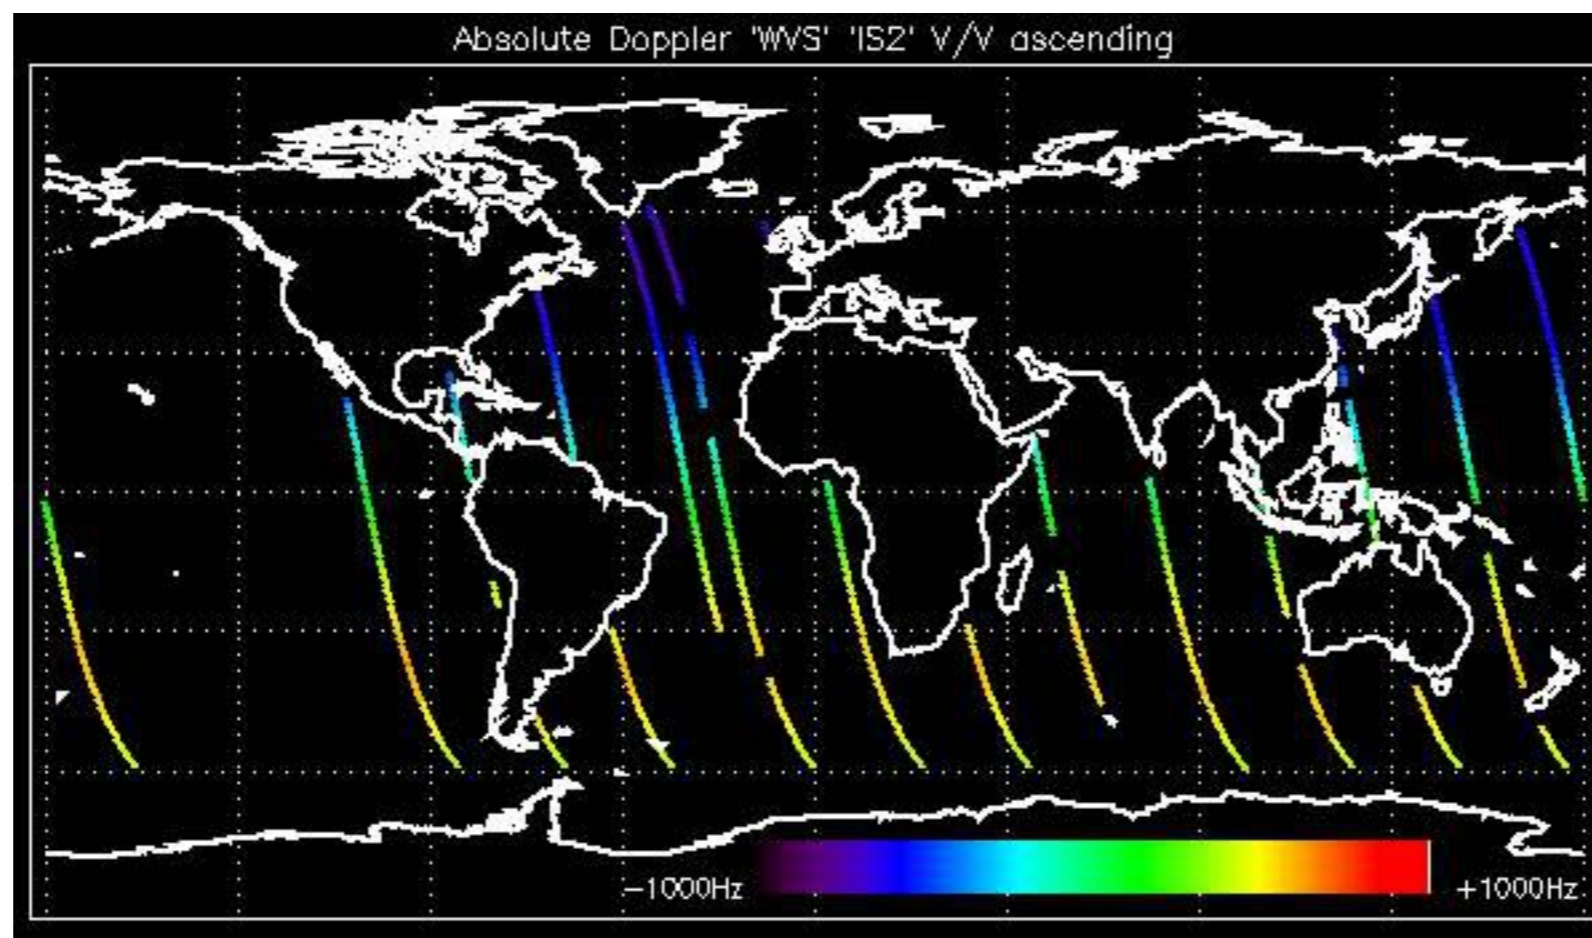 Absolute Doppler 'WVS' 'IS2' V/V ascending
-1000Hz +1000Hz